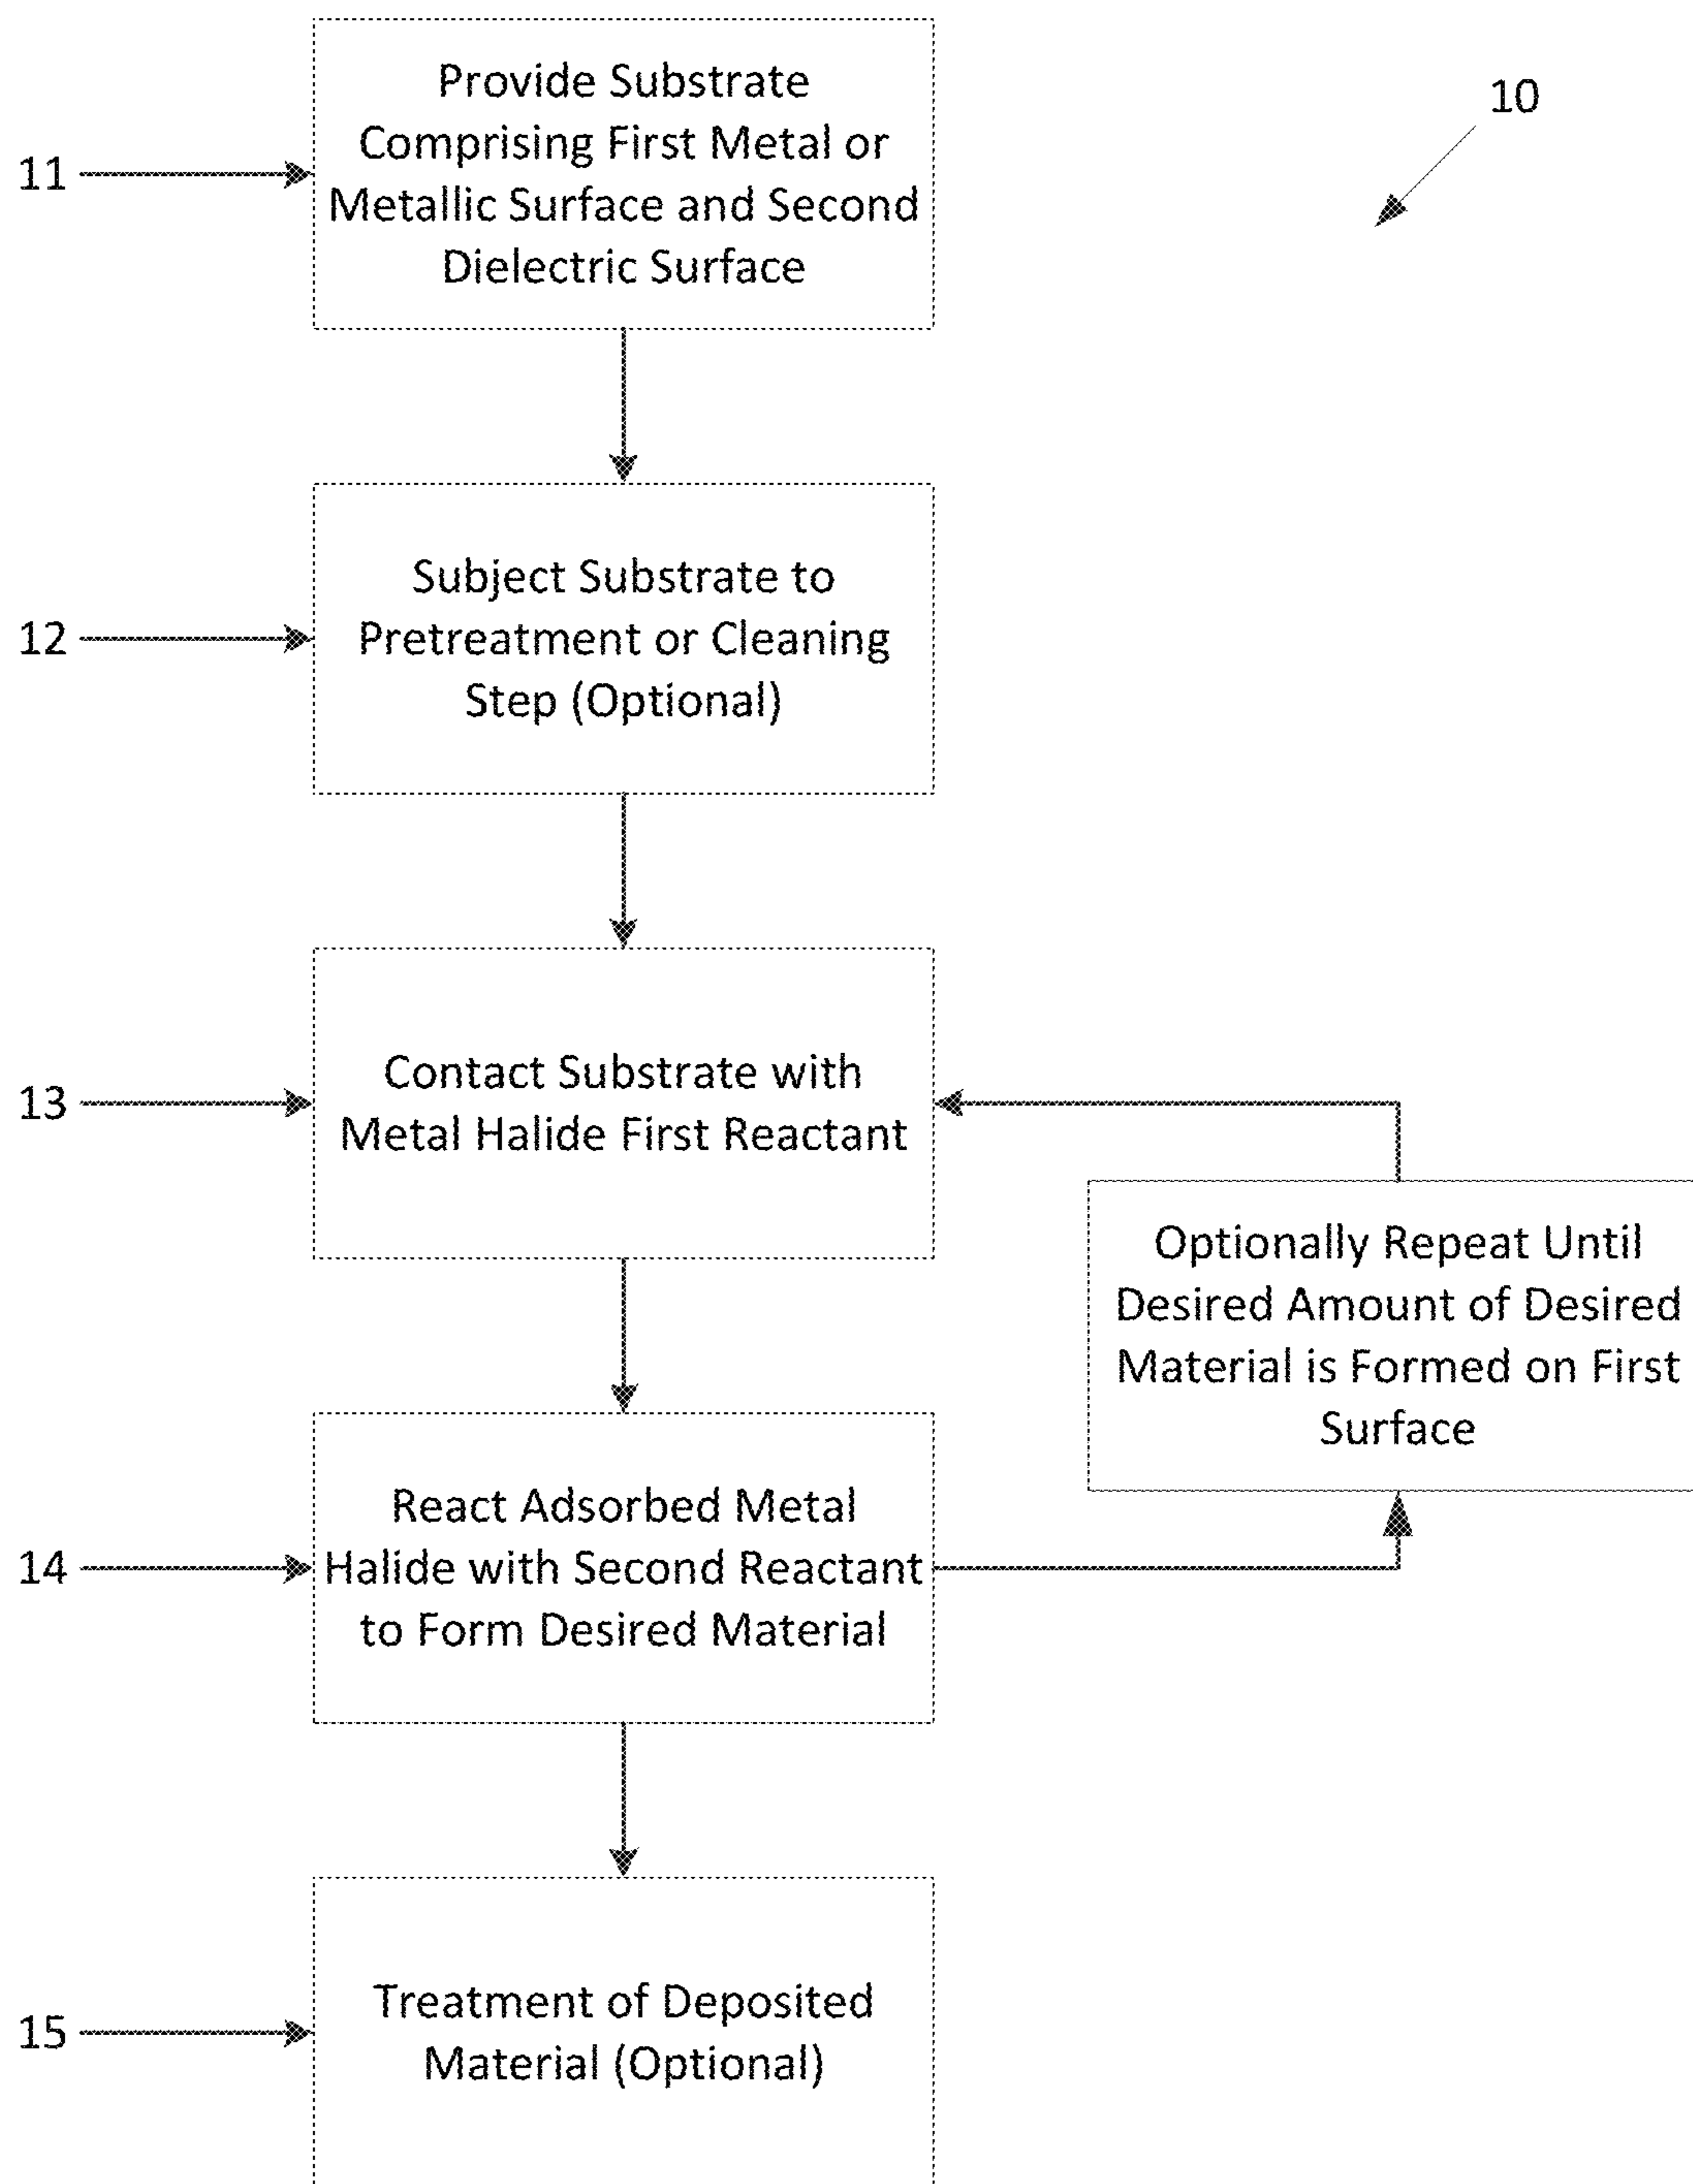 10
11
Provide Substrate
Comprising First Metal or
Metallic Surface and Second
Dielectric Surface
12
Subject Substrate to
Pretreatment or Cleaning
Step (Optional)
13
Contact Substrate with
Metal Halide First Reactant
Optionally Repeat Until
Desired Amount of Desired
Material is Formed on First
Surface
14
React Adsorbed Metal
Halide with Second Reactant
to Form Desired Material
15
Treatment of Deposited
Material (Optional)